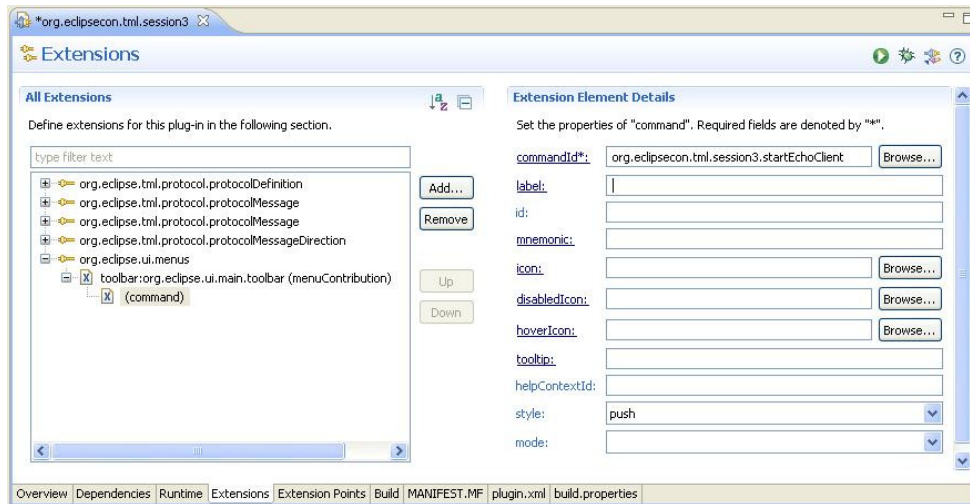 *org.eclipsecon.tml.session3
Extensions
All Extensions
Define extensions for this plug-in in the following section.
type filter text
org.eclipse.tml.protocol.protocolDefinition
org.eclipse.tml.protocol.protocolMessage
org.eclipse.tml.protocol.protocolMessage
org.eclipse.tml.protocol.protocolMessageDirection
org.eclipse.ui.menus
toolbar:org.eclipse.ui.main.toolbar (menuContribution)
(command)
Add...
Remove
Up
Down
Extension Element Details
Set the properties of "command". Required fields are denoted by "*".
commandId*: org.eclipsecon.tml.session3.startEchoClient Browse...
label:
id:
mnemonic:
icon: Browse...
disabledIcon: Browse...
hoverIcon: Browse...
tooltip:
helpContextId:
style: push
mode:
Overview Dependencies Runtime Extensions Extension Points Build MANIFEST.MF plugin.xml build.properties